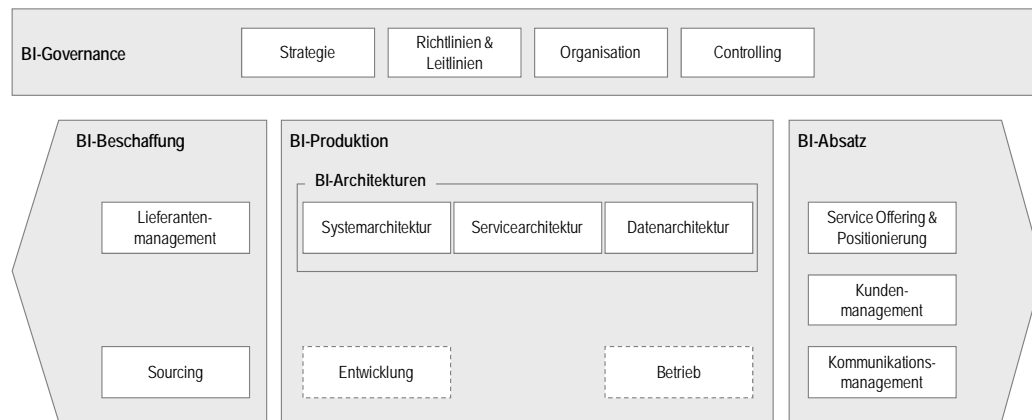 BI-Governance
Strategie
Richtlinien &
Leitlinien
Organisation
Controlling
BI-Beschaffung
Lieferanten-
management
Sourcing
BI-Produktion
BI-Architekturen
Systemarchitektur
Servicearchitektur
Datenarchitektur
Entwicklung
Betrieb
BI-Absatz
Service Offering &
Positionierung
Kunden-
management
Kommunikations-
management